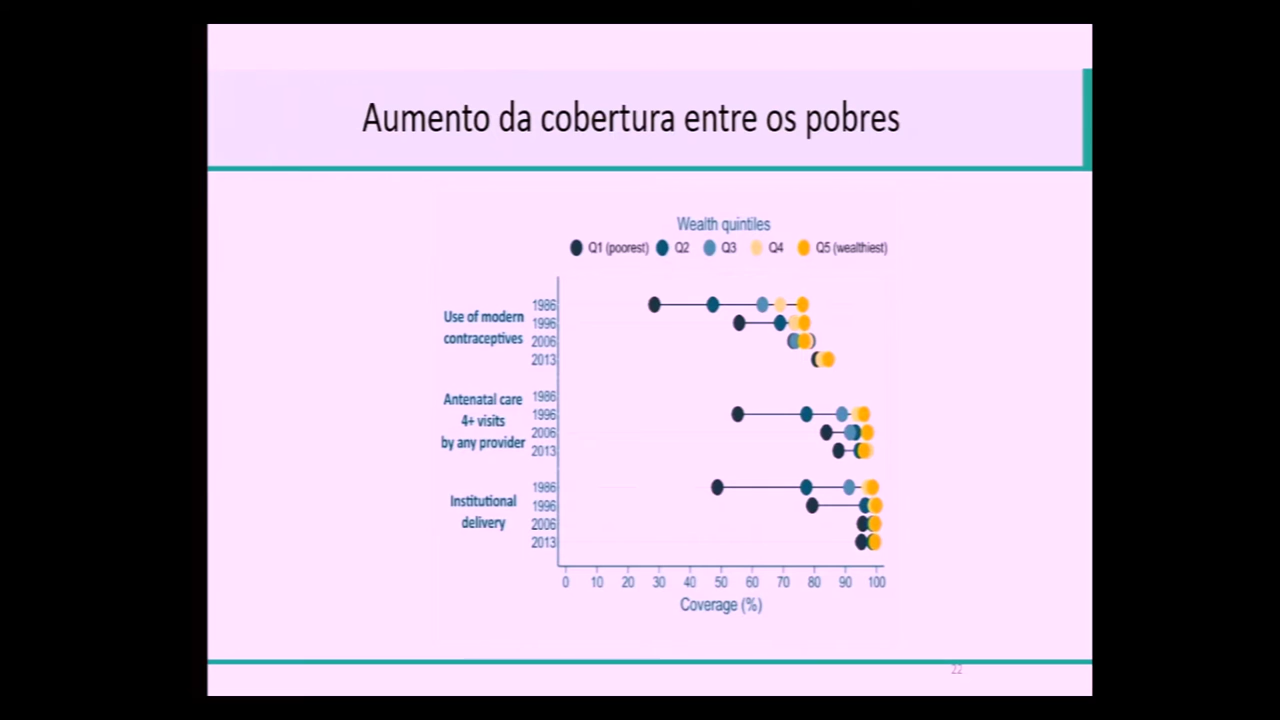 Aumento da cobertura entre os pobres
Wealth quintiles
Q1 (poorest) Q2 Q3 Q4 Q5 (wealthiest)
Use of modern
contraceptives
1986
1996
2006
2013
Antenatal care
4+ visits
by any provider
1986
1996
2006
2013
Institutional
delivery
1986
1996
2006
2013
0 10 20 30 40 50 60 70 80 90 100
Coverage (%)
22